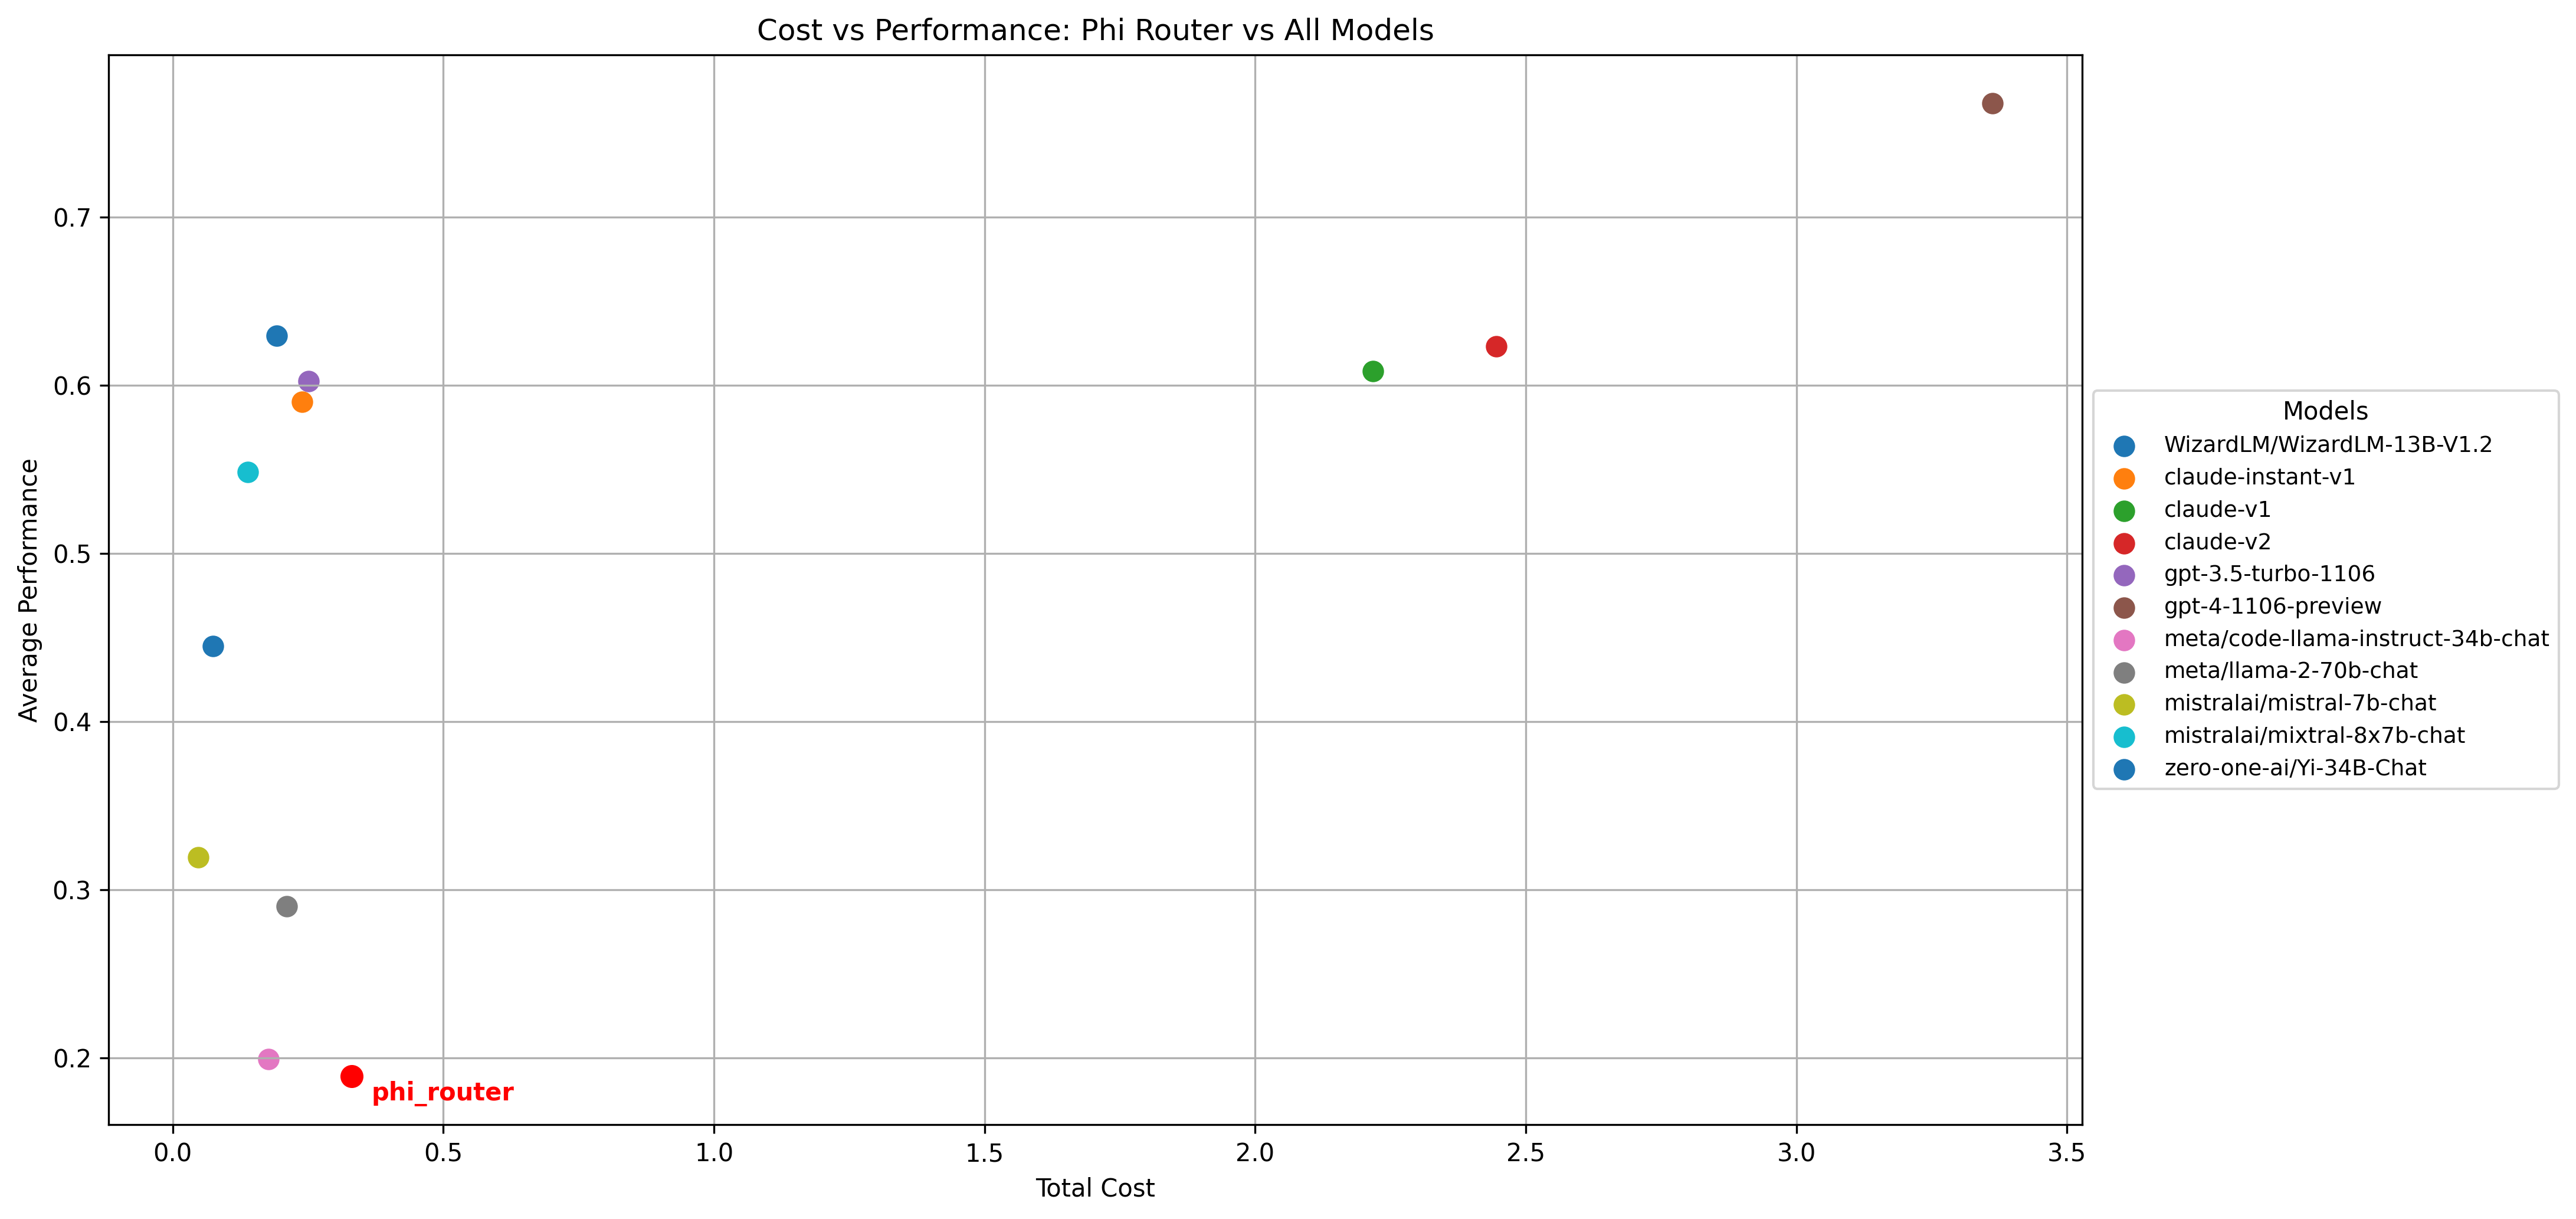 Cost vs Performance: Phi Router vs All Models
Average Performance
0.7
0.6
0.5
0.4
0.3
0.2
phi_router
0.0 0.5 1.0 1.5 2.0 2.5 3.0 3.5
Total Cost
Models
WizardLM/WizardLM-13B-V1.2
claude-instant-v1
claude-v1
claude-v2
gpt-3.5-turbo-1106
gpt-4-1106-preview
meta/code-llama-instruct-34b-chat
meta/llama-2-70b-chat
mistralai/mistral-7b-chat
mistralai/mixtral-8x7b-chat
zero-one-ai/Yi-34B-Chat